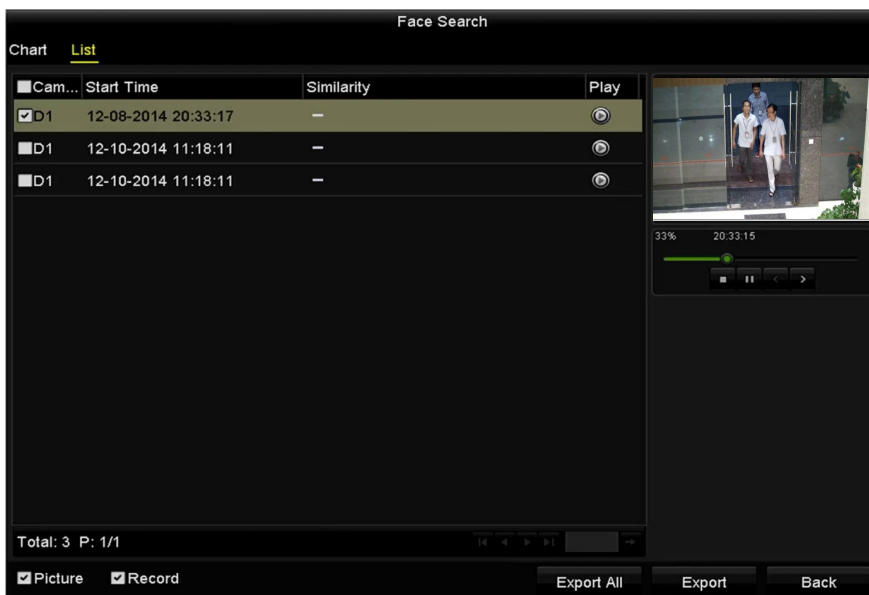 Face Search
Chart List
Cam... Start Time Similarity Play
D1 12-08-2014 20:33:17 –
D1 12-10-2014 11:18:11 –
D1 12-10-2014 11:18:11 –
33% 20:33:15
Total: 3 P: 1/1
Picture Record Export All Export Back